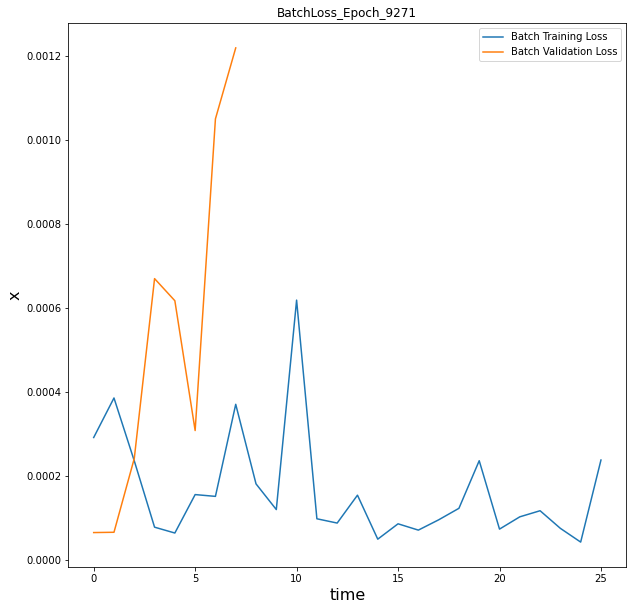 BatchLoss_Epoch_9271
Batch Training Loss
Batch Validation Loss
0.0012
0.0010
0.0008
0.0006
0.0004
0.0002
0.0000
x
0 5 10 15 20 25
time